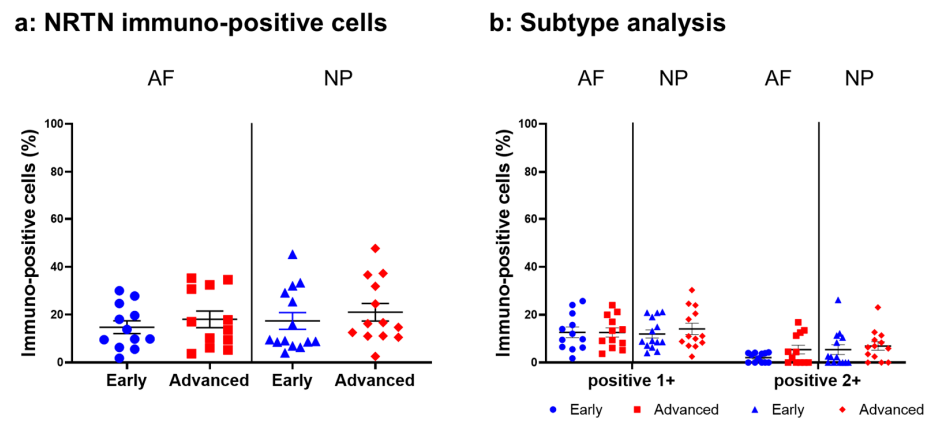 a: NRTN immuno-positive cells
AF NP
Immuno-positive cells (%)
100
80
60
40
20
0
Early Advanced Early Advanced
b: Subtype analysis
AF NP AF NP
Immuno-positive cells (%)
100
80
60
40
20
0
positive 1+ positive 2+
Early Advanced Early Advanced